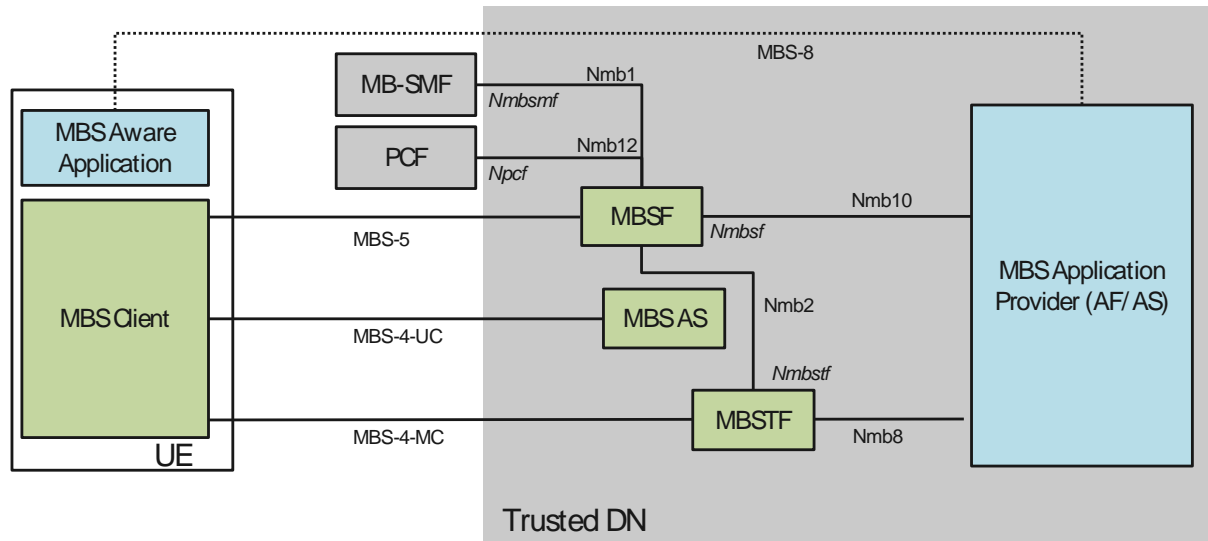 MBS-8
MB-SMF
Nmb1
Nmbsmf
MBS Aware
Application
PCF
Nmb12
Npcf
MBSF
Nmb10
Nmbsf
MBS-5
MBS Application
Provider (AF/AS)
MBS Client
MBS AS
Nmb2
MBS-4-UC
Nmbstf
MBSTF
MBS-4-MC
Nmb8
UE
Trusted DN